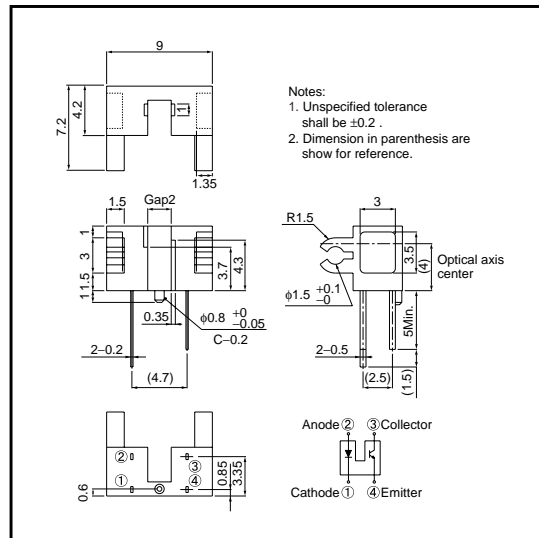 9
4.2
7.2
1
1.35
Notes:
1. Unspecified tolerance
shall be ±0.2 .
2. Dimension in parenthesis are
show for reference.
1.5
Gap2
1
3
1.5
1
3.7
4.3
0.35
ϕ0.8 +0 −0.05
C−0.2
2−0.2
(4.7)
R1.5
3
3.5
(4)
Optical axis
center
ϕ1.5 +0.1 −0
5Min.
2−0.5
(2.5)
(1.5)
②
③
①
④
0.6
0.85
3.35
Anode② ③Collector
Cathode① ④Emitter